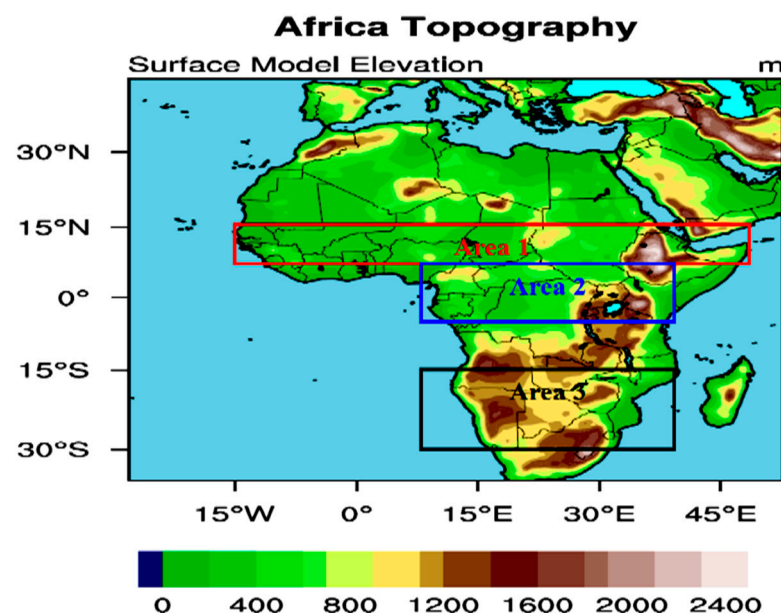 Africa Topography
Surface Model Elevation m
30°N
15°N
0°
15°S
30°S
Area 1
Area 2
Area 3
15°W 0° 15°E 30°E 45°E
0 400 800 1200 1600 2000 2400